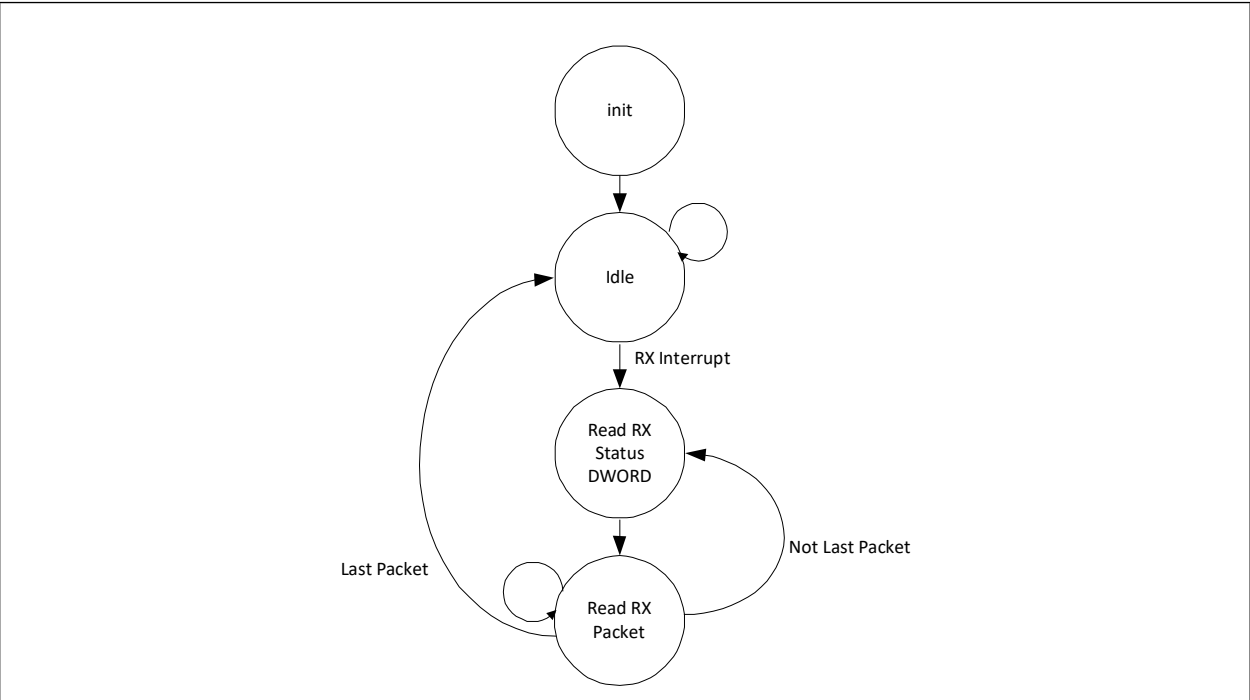 init
Idle
RX Interrupt
Read RX
Status
DWORD
Not Last Packet
Last Packet
Read RX
Packet